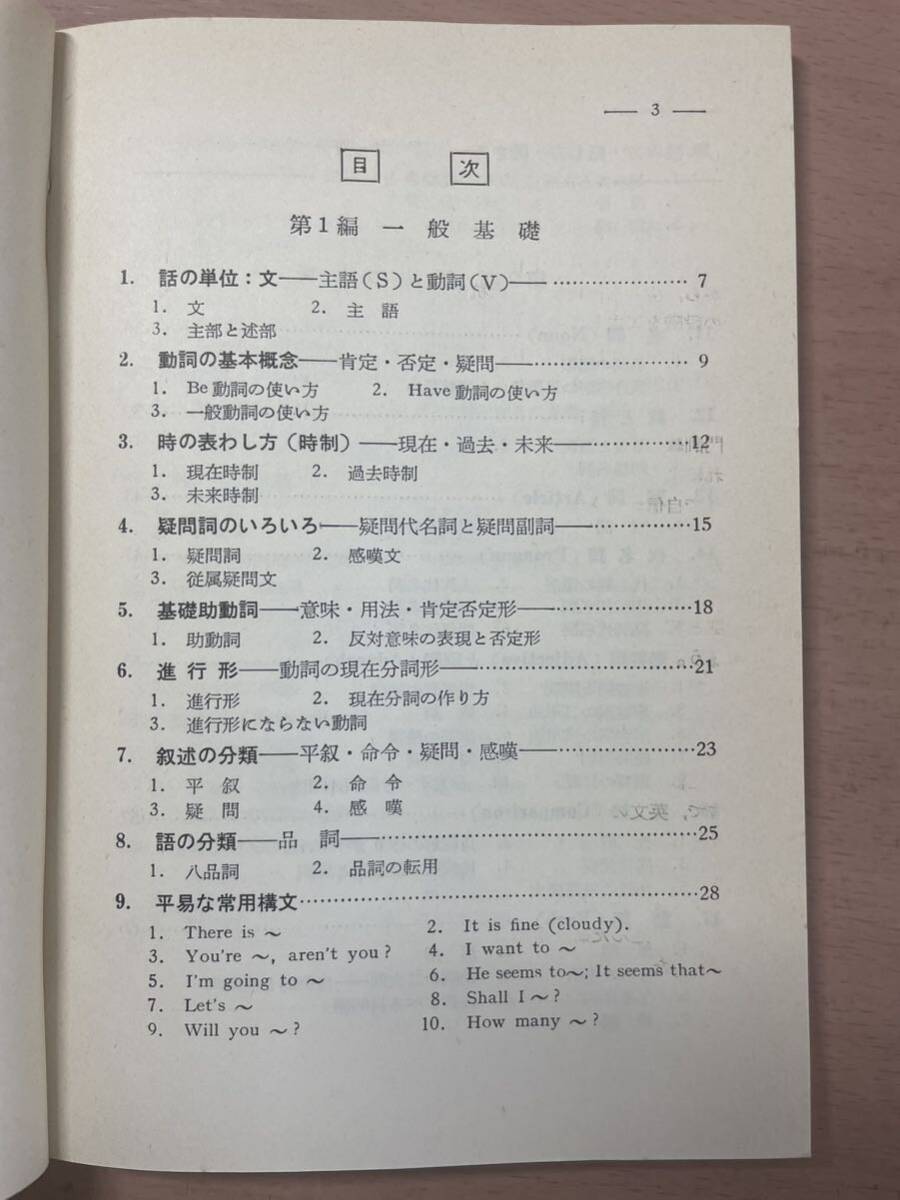 — 3 —
目 次
第1編 一般基礎
1. 話の単位：文――主語(S)と動詞(V)――………………7
1. 文 2. 主 語
3. 主部と述部
2. 動詞の基本概念――肯定・否定・疑問――………………9
1. Be動詞の使い方 2. Have動詞の使い方
3. 一般動詞の使い方
3. 時の表わし方（時制）――現在・過去・未来――………………12
1. 現在時制 2. 過去時制
3. 未来時制
4. 疑問詞のいろいろ――疑問代名詞と疑問副詞――………………15
1. 疑問詞 2. 感嘆文
3. 従属疑問文
5. 基礎助動詞――意味・用法・肯定否定形――………………18
1. 助動詞 2. 反対意味の表現と否定形
6. 進 行 形――動詞の現在分詞形――………………21
1. 進行形 2. 現在分詞の作り方
3. 進行形にならない動詞
7. 叙述の分類――平叙・命令・疑問・感嘆――………………23
1. 平 叙 2. 命 令
3. 疑 問 4. 感 嘆
8. 語の分類――品 詞――………………25
1. 八品詞 2. 品詞の転用
9. 平易な常用構文………………28
1. There is ～ 2. It is fine (cloudy).
3. You're ～, aren't you? 4. I want to ～
5. I'm going to ～ 6. He seems to～; It seems that～
7. Let's ～ 8. Shall I ～?
9. Will you ～? 10. How many ～?